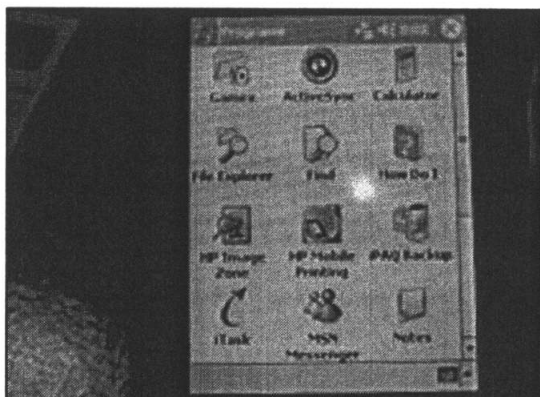 Programs
Games ActiveSync Calculator
File Explorer Find How Do I
HP Image Zone HP Mobile Printing iPAQ Backup
iTask MSN Messenger Notes